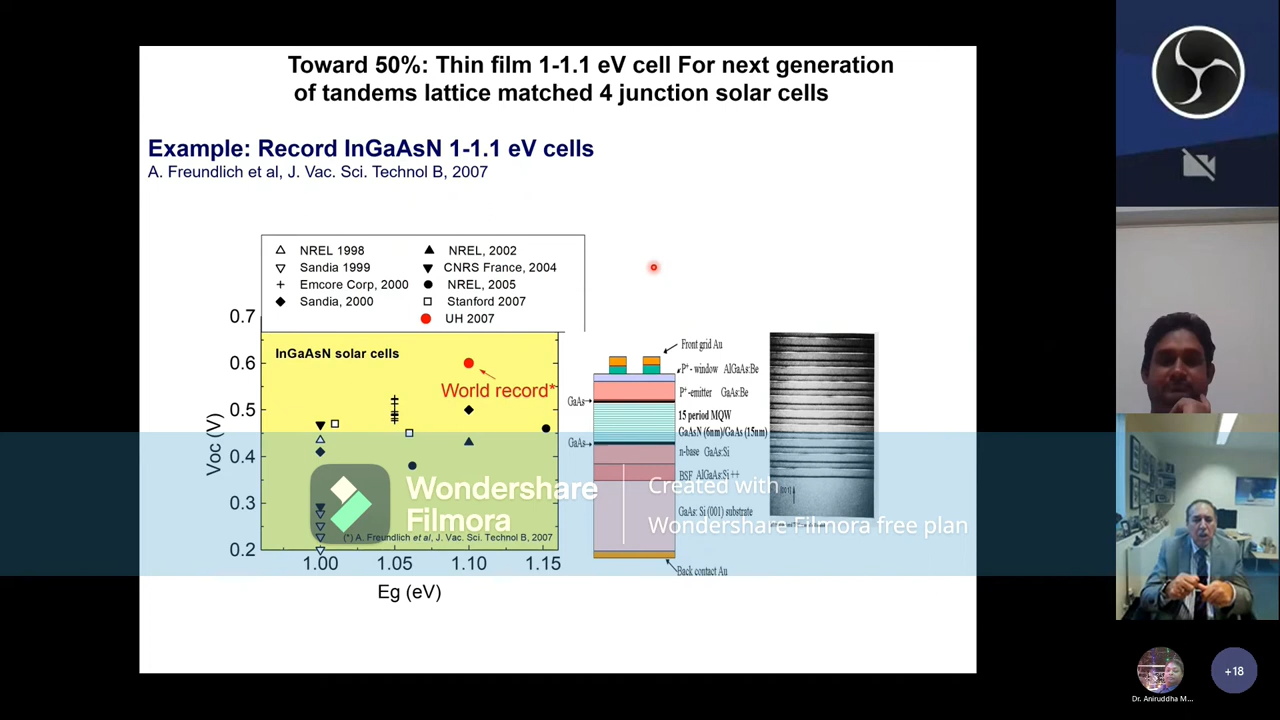 Toward 50%: Thin film 1-1.1 eV cell For next generation
of tandems lattice matched 4 junction solar cells
Example: Record InGaAsN 1-1.1 eV cells
A. Freundlich et al, J. Vac. Sci. Technol B, 2007
NREL 1998
NREL, 2002
Sandia 1999
CNRS France, 2004
Emcore Corp, 2000
NREL, 2005
Sandia, 2000
Stanford 2007
UH 2007
0.7
0.6
0.5
0.4
0.3
0.2
Voc (V)
InGaAsN solar cells
World record*
(*) A. Freundlich et al, J. Vac. Sci. Technol B, 2007
1.00
1.05
1.10
1.15
Eg (eV)
Front grid Au
P+- window AlGaAs:Be
P+-emitter GaAs:Be
GaAs
15 period MQW
GaAsN (6nm)/GaAs (15nm)
GaAs
n-base GaAs:Si
BSF AlGaAs:Si ++
GaAs: Si (001) substrate
Back contact Au
Wondershare
Filmora
Created with
Wondershare Filmora free plan
Dr. Aniruddha M...
+18